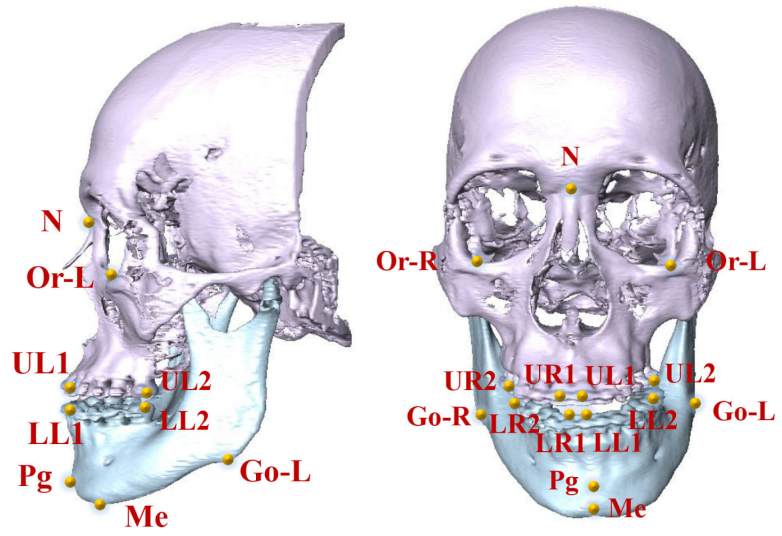 N
Or-L
UL1
UL2
LL1
LL2
Pg
Go-L
Me
N
Or-R
Or-L
UR2
UR1
UL1
UL2
Go-R
LR2
LL2
Go-L
LR1
LL1
Pg
Me